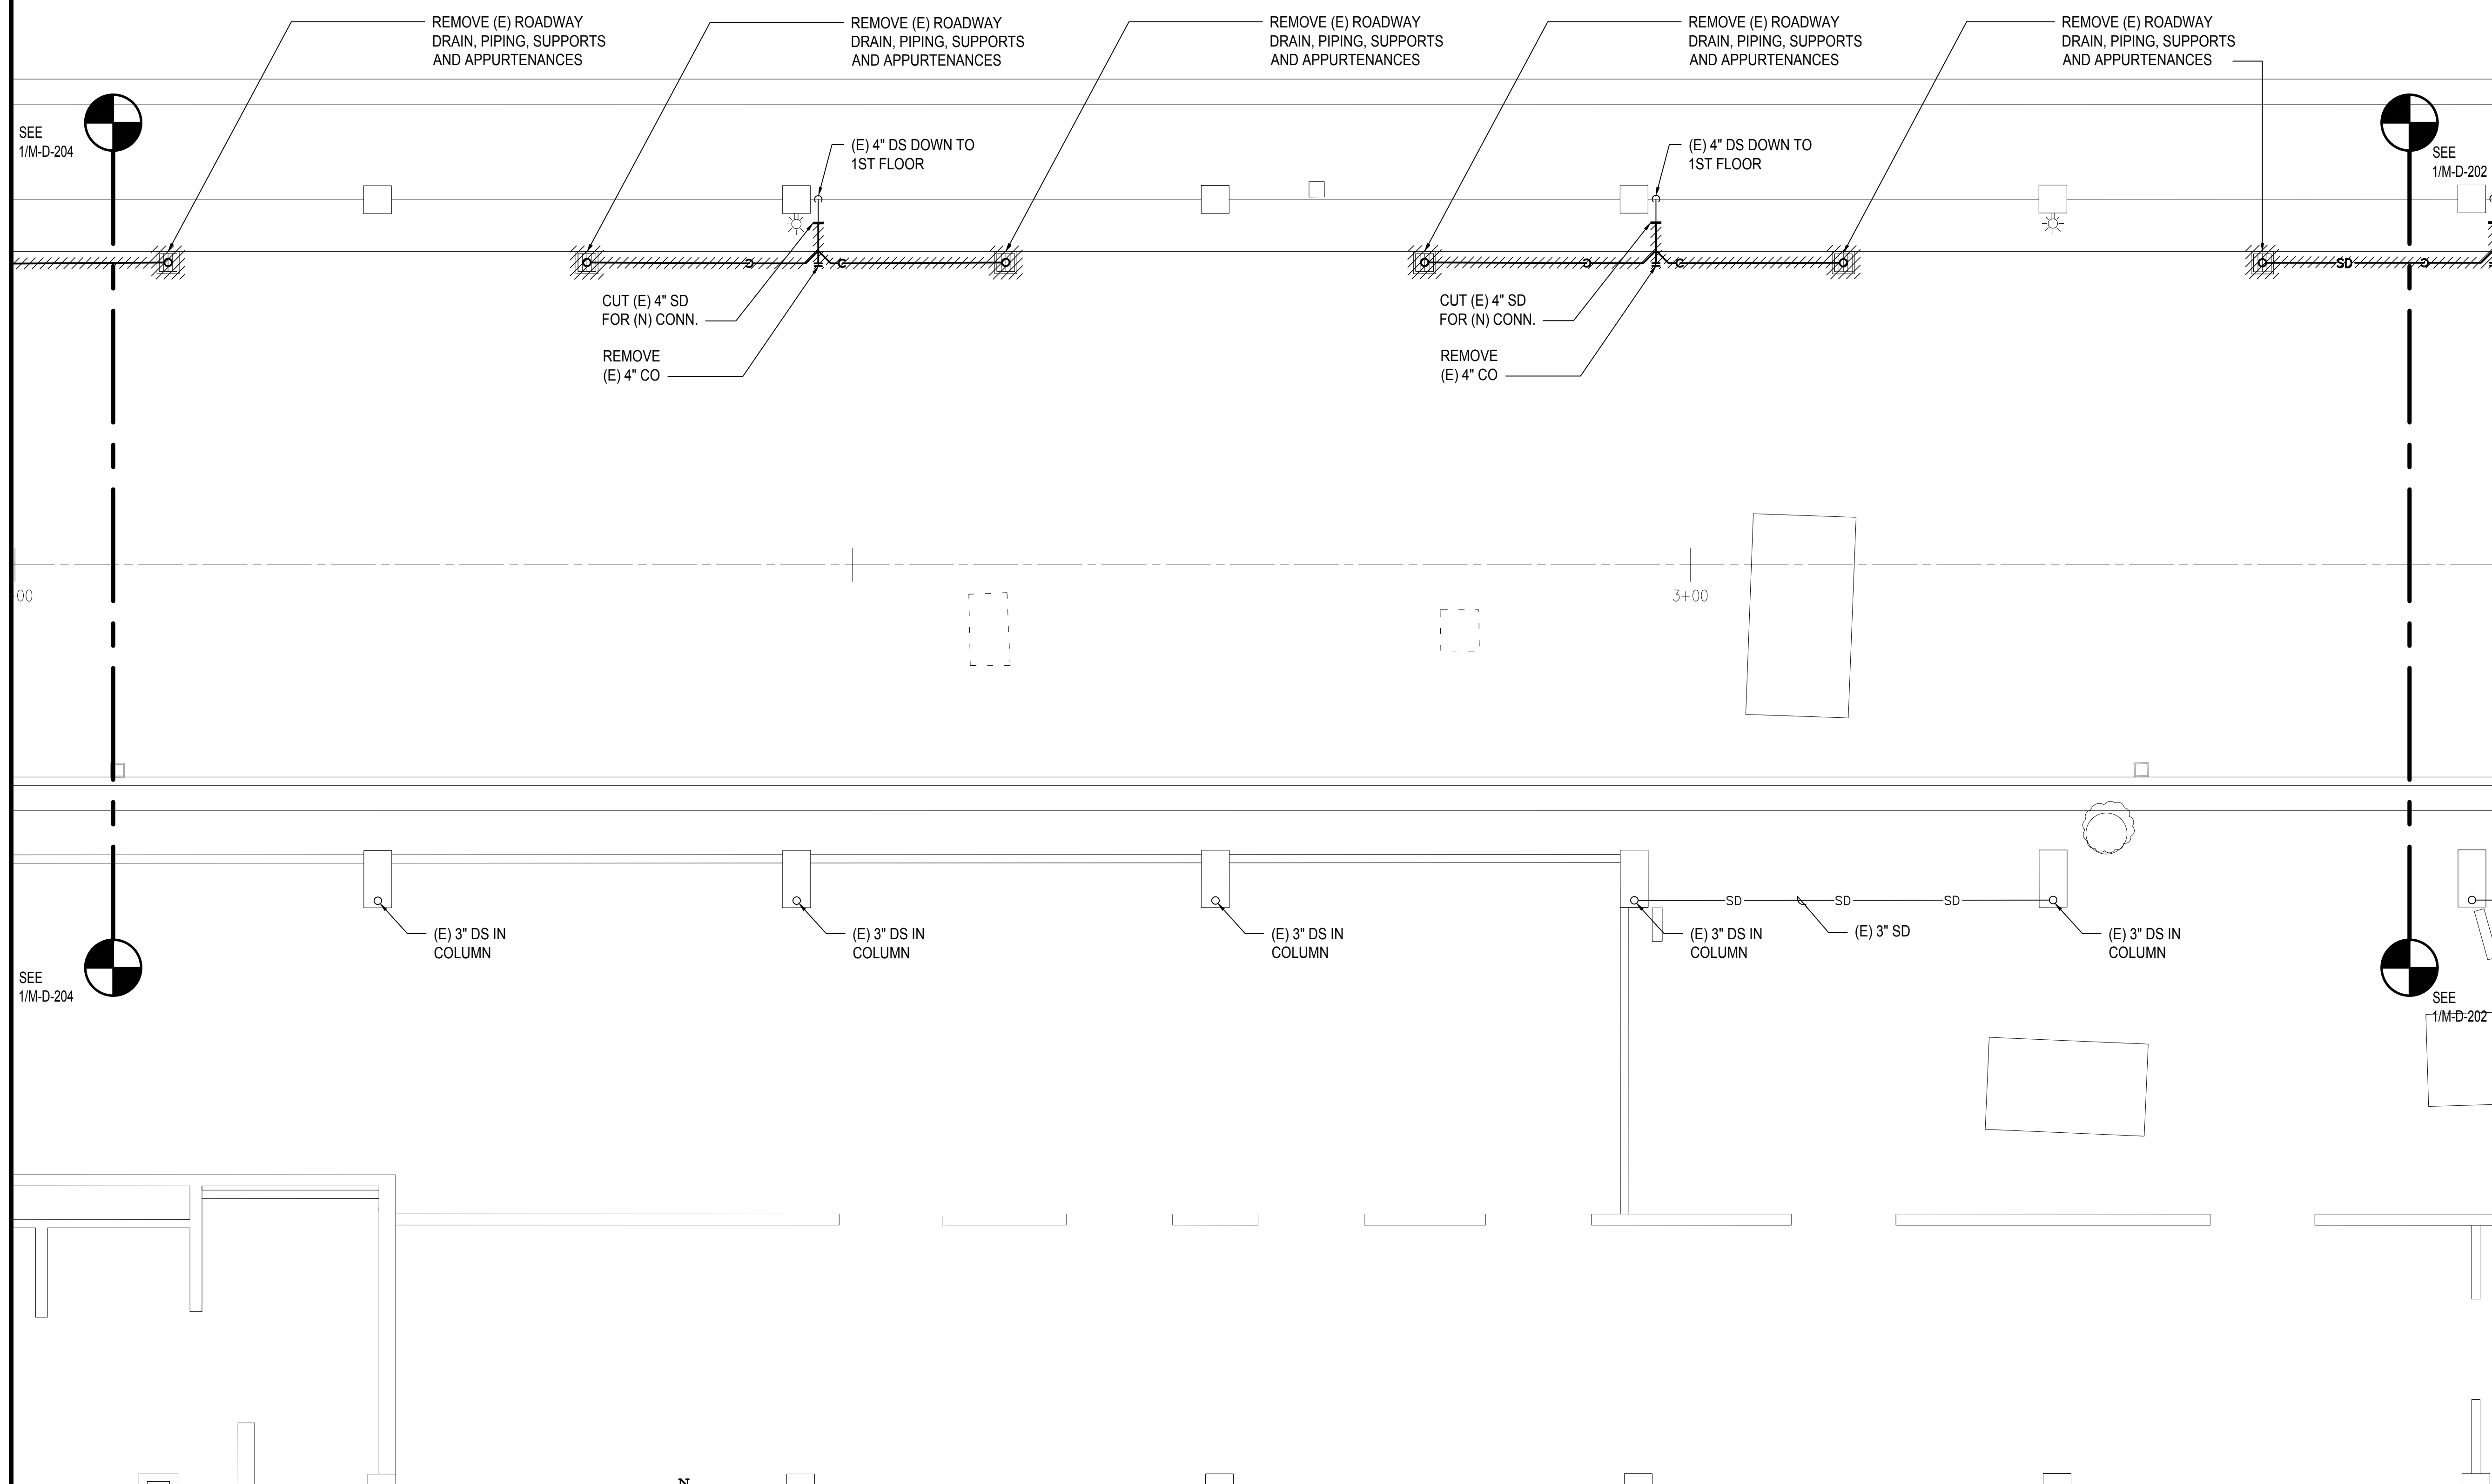 REMOVE (E) ROADWAY
DRAIN, PIPING, SUPPORTS
AND APPURTENANCES
REMOVE (E) ROADWAY
DRAIN, PIPING, SUPPORTS
AND APPURTENANCES
REMOVE (E) ROADWAY
DRAIN, PIPING, SUPPORTS
AND APPURTENANCES
REMOVE (E) ROADWAY
DRAIN, PIPING, SUPPORTS
AND APPURTENANCES
REMOVE (E) ROADWAY
DRAIN, PIPING, SUPPORTS
AND APPURTENANCES
SEE
1/M-D-204
(E) 4" DS DOWN TO
1ST FLOOR
(E) 4" DS DOWN TO
1ST FLOOR
SEE
1/M-D-202
SD
CUT (E) 4" SD
FOR (N) CONN.
CUT (E) 4" SD
FOR (N) CONN.
REMOVE
(E) 4" CO
REMOVE
(E) 4" CO
00
3+00
SD
SD
SD
(E) 3" DS IN
COLUMN
(E) 3" DS IN
COLUMN
(E) 3" DS IN
COLUMN
(E) 3" DS IN
COLUMN
(E) 3" SD
(E) 3" DS IN
COLUMN
SEE
1/M-D-204
SEE
1/M-D-202
N